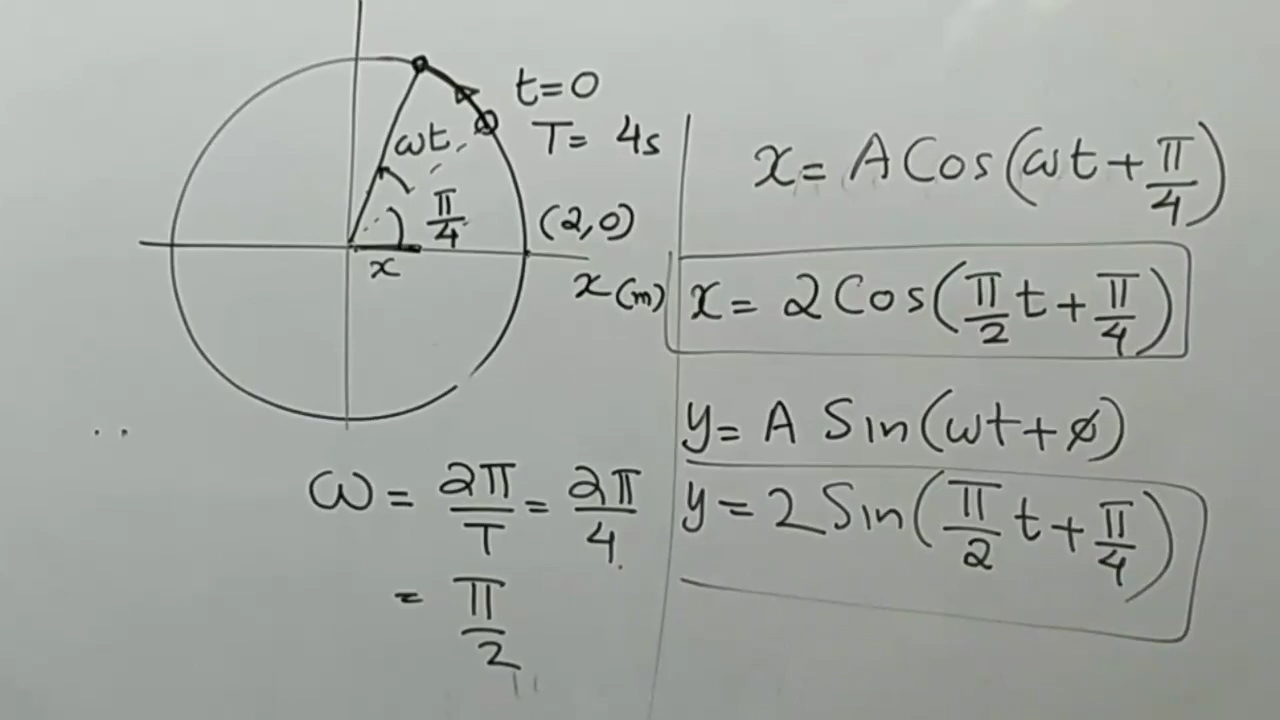 t=0
T= 4s
ωt
π/4
(2,0)
x
x(m)
ω = 2π/T = 2π/4
= π/2
x= A Cos(ωt+π/4)
x= 2 Cos(π/2 t+π/4)
y= A Sin(ωt+ϕ)
y= 2 Sin(π/2 t+π/4)